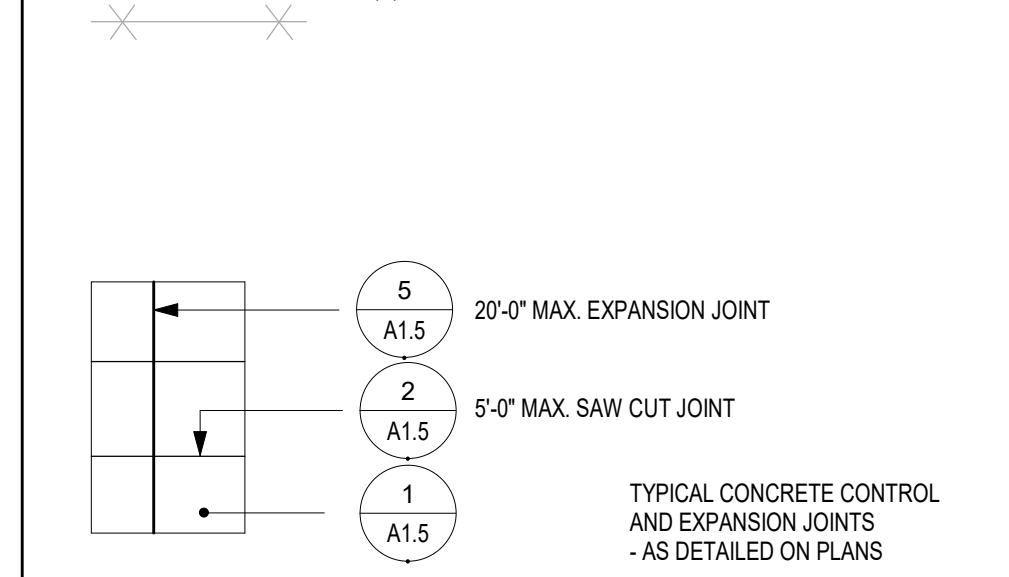 5
A1.5
20'-0" MAX. EXPANSION JOINT
2
A1.5
5'-0" MAX. SAW CUT JOINT
1
A1.5
TYPICAL CONCRETE CONTROL
AND EXPANSION JOINTS
- AS DETAILED ON PLANS